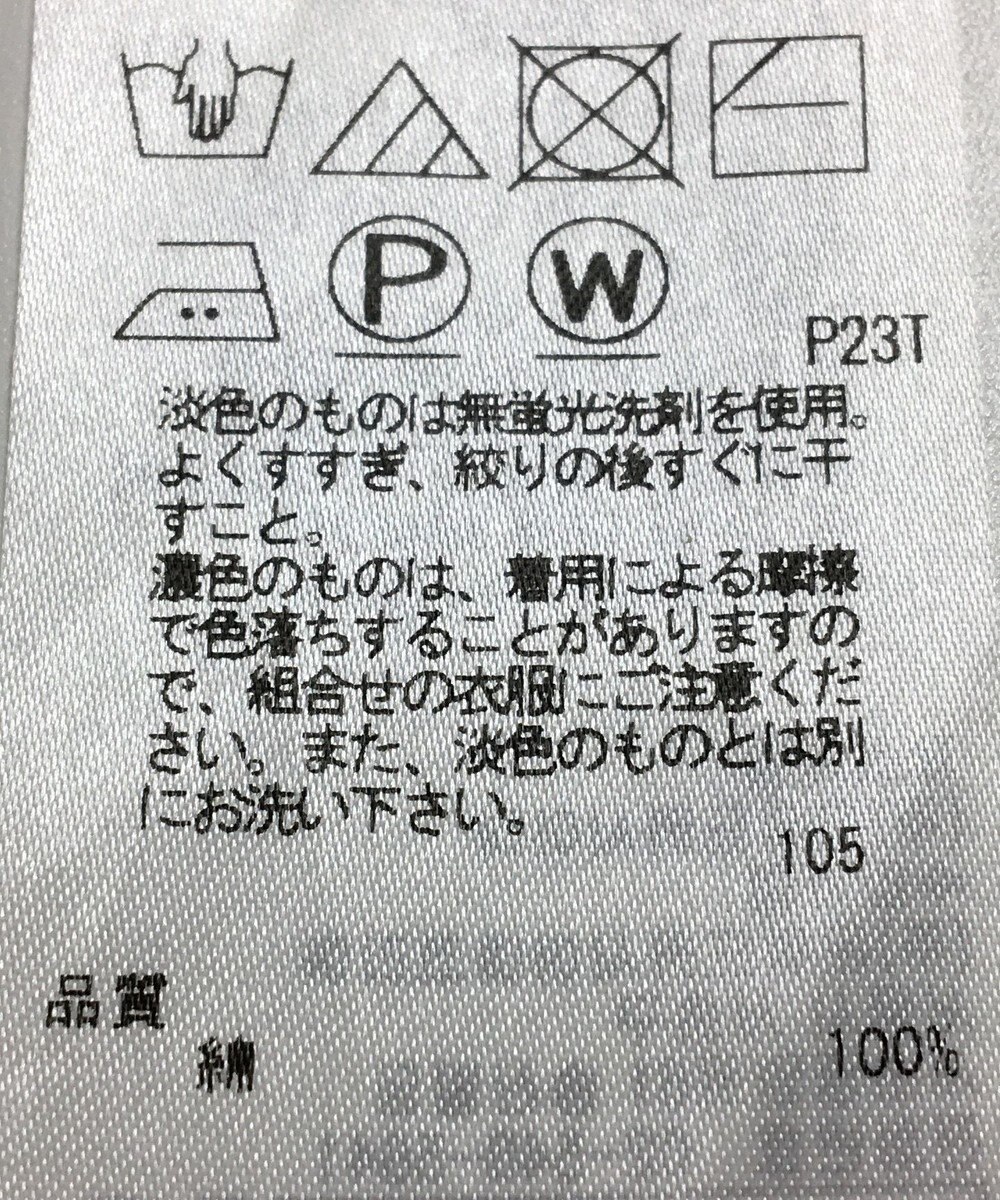 P W
P23T
淡色のものは無蛍光洗剤を使用。
よくすすぎ、絞りの後すぐに干
すこと。
濃色のものは、着用による摩擦
で色落ちすることがありますの
で、組合せの衣服にご注意くだ
さい。また、淡色のものとは別
にお洗い下さい。
105
品質
綿 100%